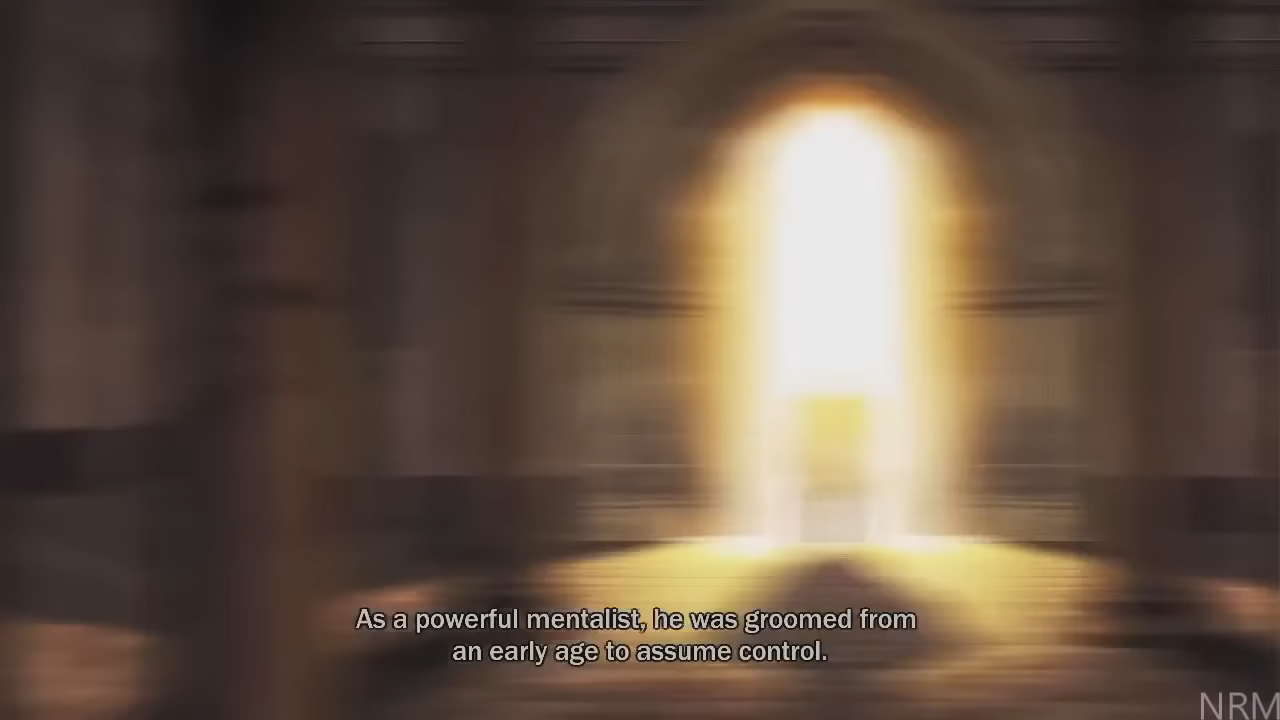 As a powerful mentalist, he was groomed from
an early age to assume control.
NRM